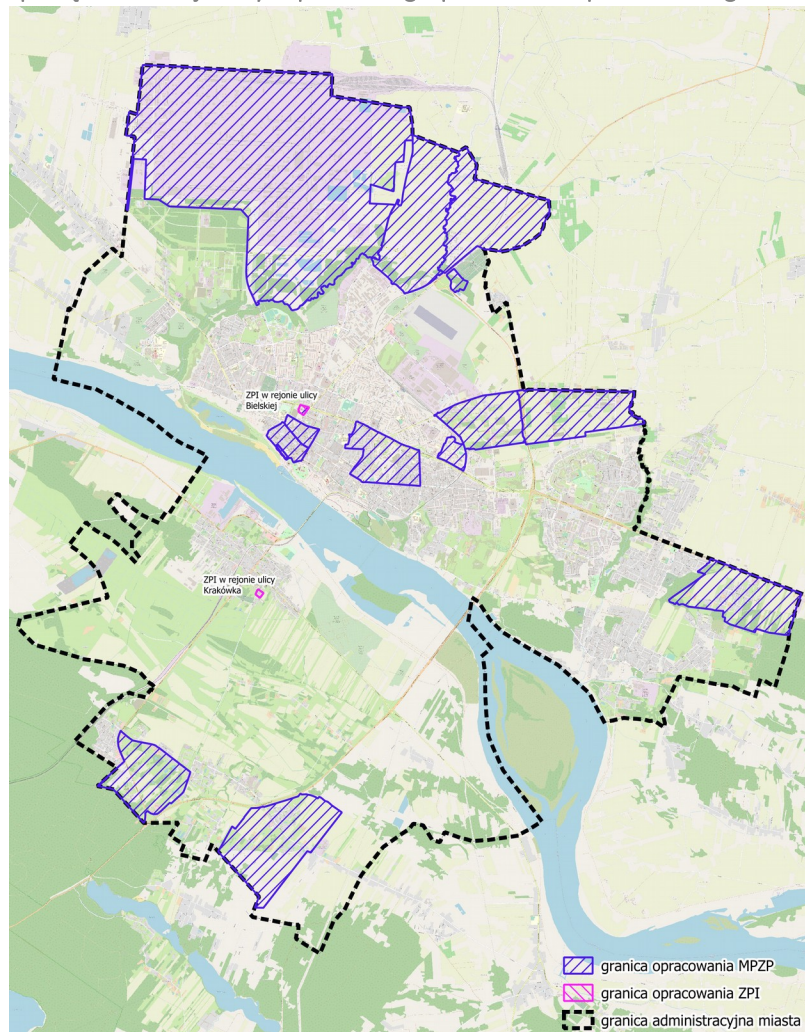 ZPI w rejonie ulicy
Bielskiej
ZPI w rejonie ulicy
Krakówka
granica opracowania MPZP
granica opracowania ZPI
granica administracyjna miasta